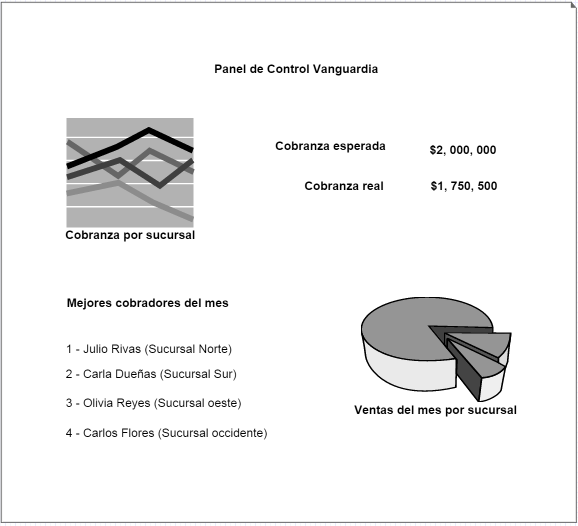 Panel de Control Vanguardia
Cobranza esperada $2, 000, 000
Cobranza real $1, 750, 500
Cobranza por sucursal
Mejores cobradores del mes
1 - Julio Rivas (Sucursal Norte)
2 - Carla Dueñas (Sucursal Sur)
3 - Olivia Reyes (Sucursal oeste)
4 - Carlos Flores (Sucursal occidente)
Ventas del mes por sucursal